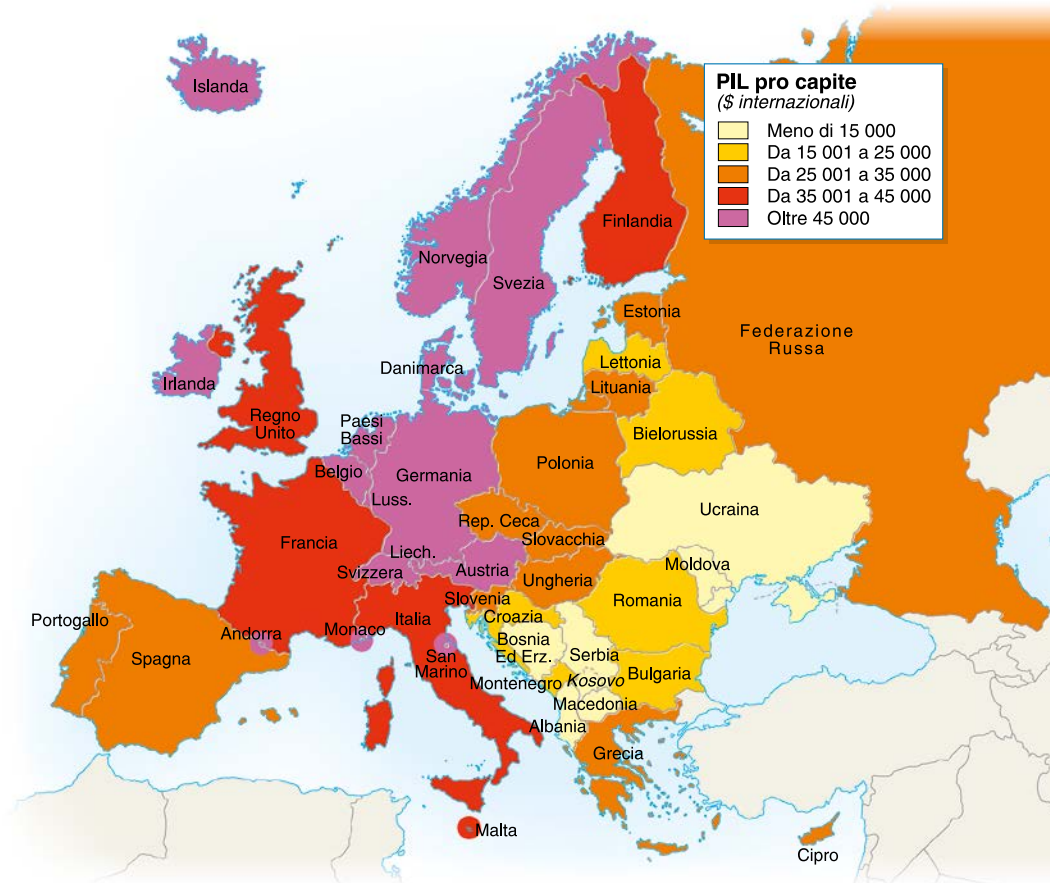 PIL pro capite
($ internazionali)
Meno di 15 000
Da 15 001 a 25 000
Da 25 001 a 35 000
Da 35 001 a 45 000
Oltre 45 000
Islanda
Finlandia
Norvegia
Svezia
Estonia
Federazione
Russa
Lettonia
Danimarca
Lituania
Irlanda
Regno
Unito
Paesi
Bassi
Bielorussia
Polonia
Belgio
Germania
Luss.
Ucraina
Rep. Ceca
Slovacchia
Francia
Liech.
Svizzera
Austria
Moldova
Ungheria
Slovenia
Romania
Portogallo
Andorra
Monaco
Italia
Croazia
Bosnia
Ed Erz.
Serbia
Spagna
San
Marino
Montenegro
Kosovo
Bulgaria
Macedonia
Albania
Grecia
Malta
Cipro